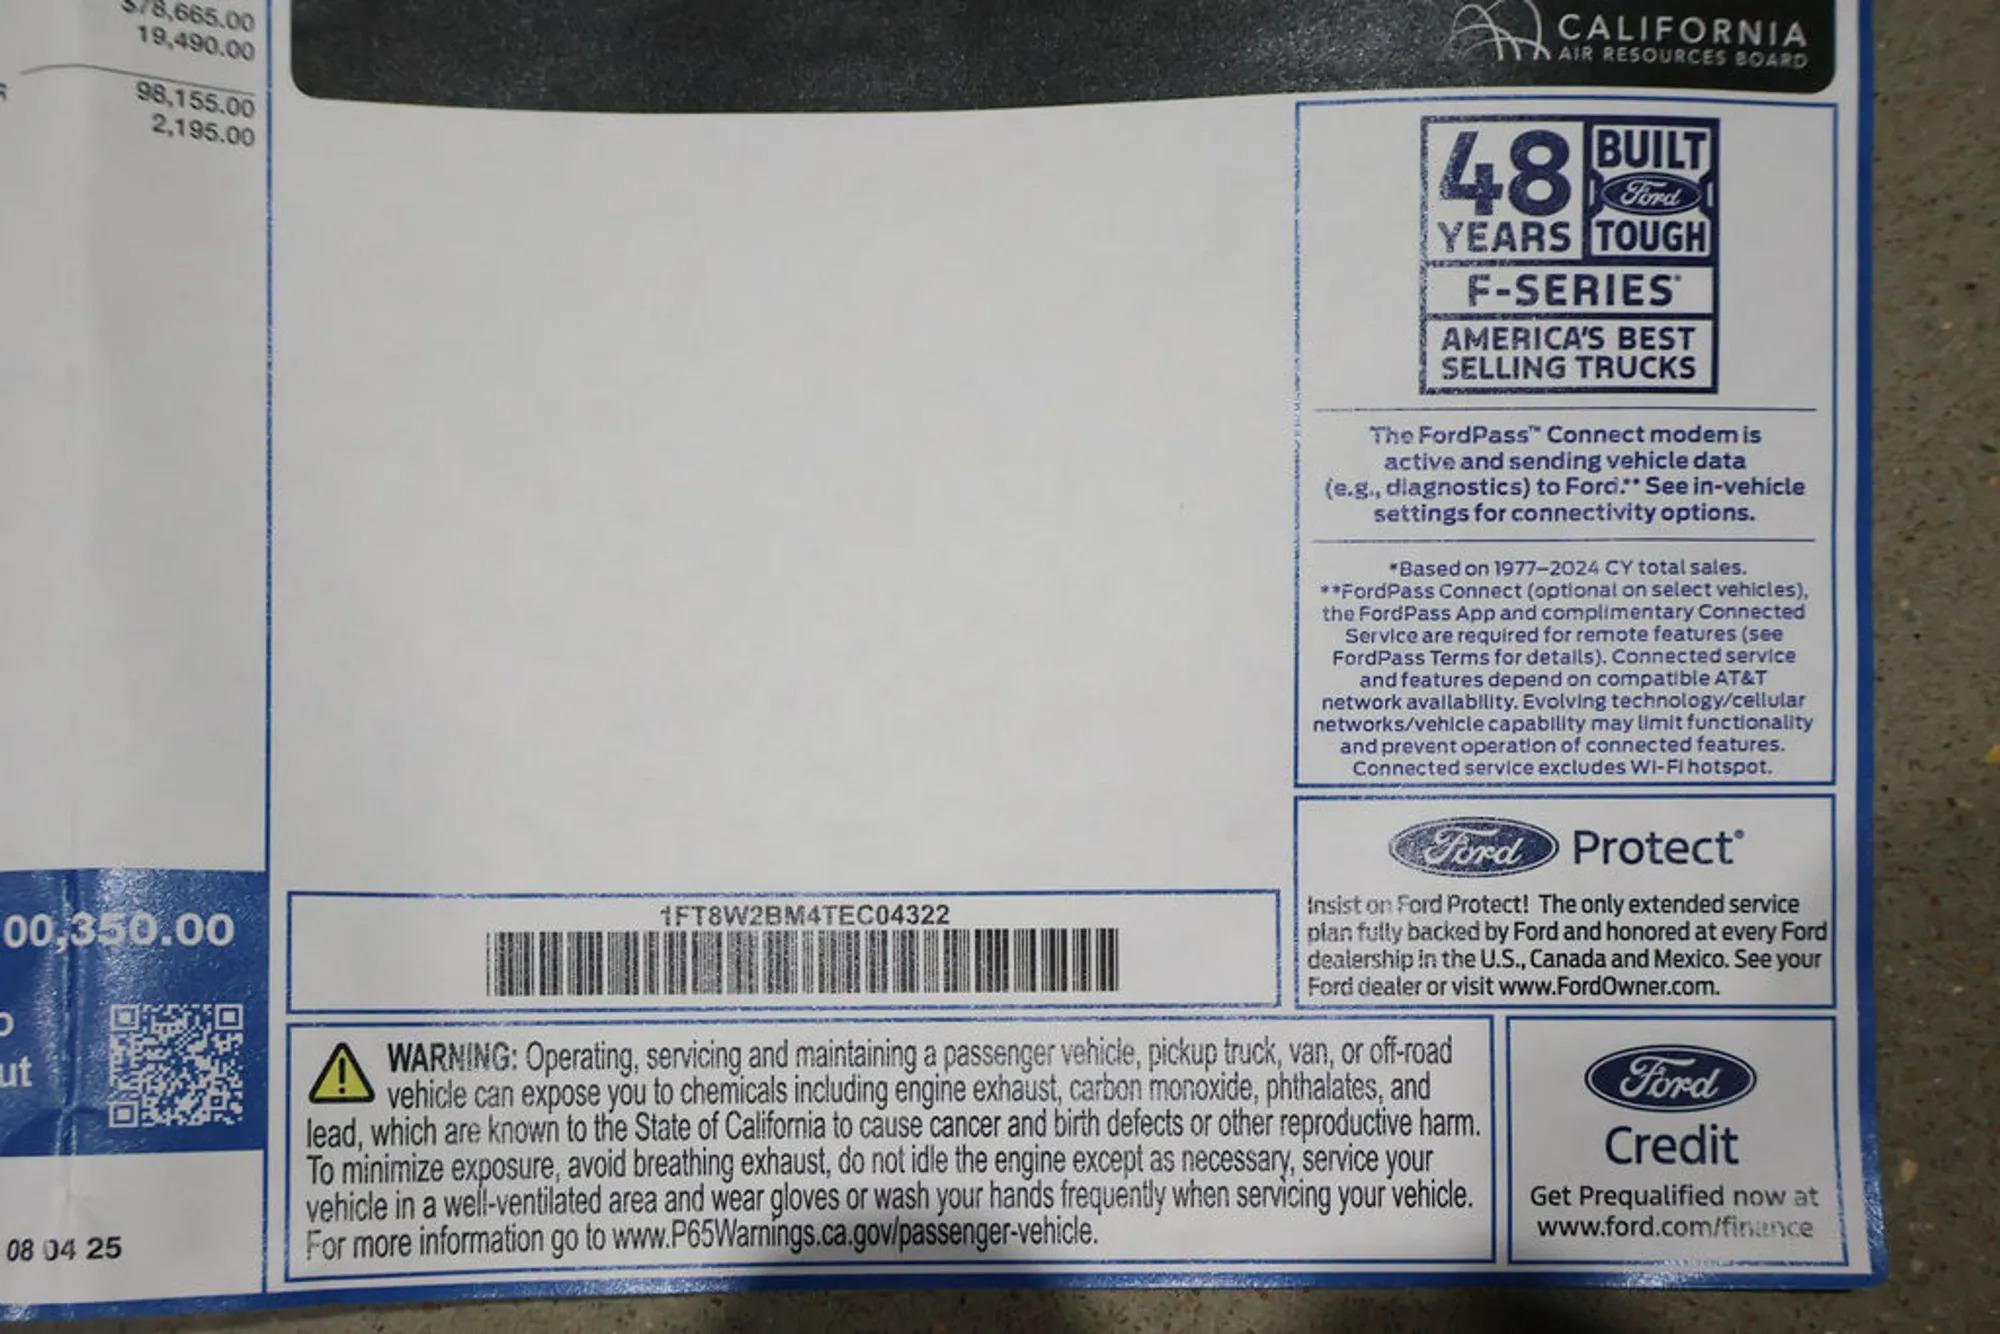 $78,665.00
19,490.00
98,155.00
2,195.00
00,350.00
ut
08 04 25
CALIFORNIA
AIR RESOURCES BOARD
48
YEARS
BUILT
Ford
TOUGH
F-SERIES*
AMERICA'S BEST
SELLING TRUCKS
The FordPass™ Connect modem is
active and sending vehicle data
(e.g., diagnostics) to Ford.** See in-vehicle
settings for connectivity options.
*Based on 1977–2024 CY total sales.
**FordPass Connect (optional on select vehicles),
the FordPass App and complimentary Connected
Service are required for remote features (see
FordPass Terms for details). Connected service
and features depend on compatible AT&T
network availability. Evolving technology/cellular
networks/vehicle capability may limit functionality
and prevent operation of connected features.
Connected service excludes Wi-Fi hotspot.
Ford Protect®
Insist on Ford Protect! The only extended service
plan fully backed by Ford and honored at every Ford
dealership in the U.S., Canada and Mexico. See your
Ford dealer or visit www.FordOwner.com.
1FT8W2BM4TEC04322
WARNING: Operating, servicing and maintaining a passenger vehicle, pickup truck, van, or off-road
vehicle can expose you to chemicals including engine exhaust, carbon monoxide, phthalates, and
lead, which are known to the State of California to cause cancer and birth defects or other reproductive harm.
To minimize exposure, avoid breathing exhaust, do not idle the engine except as necessary, service your
vehicle in a well-ventilated area and wear gloves or wash your hands frequently when servicing your vehicle.
For more information go to www.P65Warnings.ca.gov/passenger-vehicle.
Ford
Credit
Get Prequalified now at
www.ford.com/finance